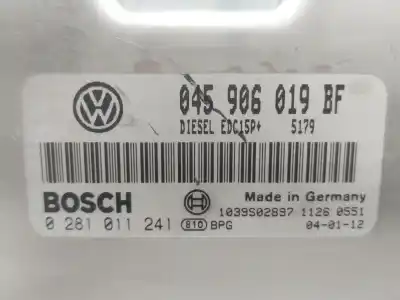 045 906 019 BF
DIESEL EDC15P+ 5179
BOSCH
Made in Germany
1039S02897 1126 0551
0 281 011 241 810 BPG 04-01-12